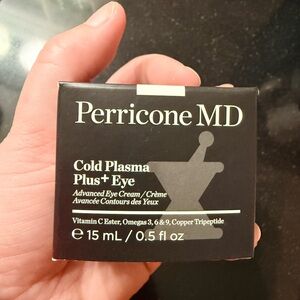 Perricone MD
Cold Plasma
Plus+ Eye
Advanced Eye Cream / Crème
Avancée Contours des Yeux
Vitamin C Ester, Omegas 3, 6 & 9, Copper Tripeptide
℮ 15 mL / 0.5 fl oz